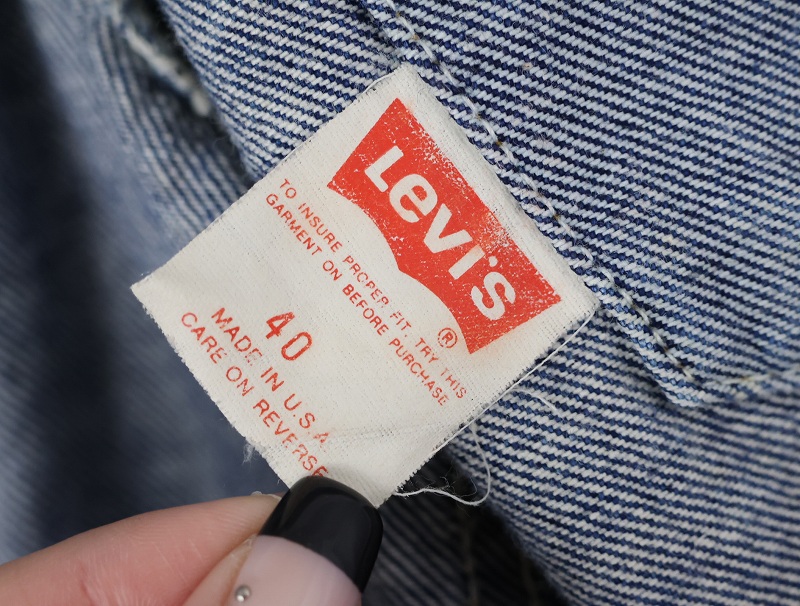 Levi's
®
TO INSURE PROPER FIT, TRY THIS
GARMENT ON BEFORE PURCHASE
40
MADE IN U.S.A.
CARE ON REVERSE